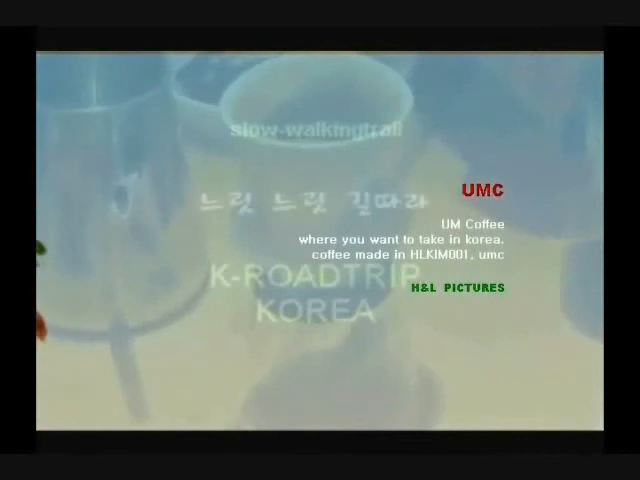 slow-walkingtrail
UMC
느릿 느릿 길따라
UM Coffee
where you want to take in korea.
coffee made in HLKIM001, umc
K-ROADTRIP
H&L PICTURES
KOREA